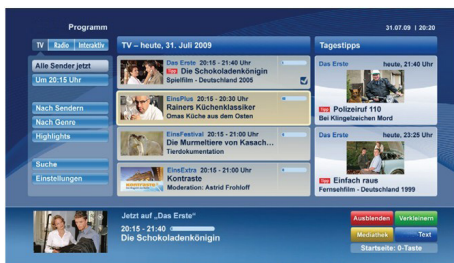 Programm
31.07.09 | 20:20
TV Radio Interaktiv
Alle Sender jetzt
Um 20:15 Uhr
Nach Sendern
Nach Genre
Highlights
Suche
Einstellungen
TV – heute, 31. Juli 2009
Das Erste 20:15 - 21:40 Uhr
Tipp Die Schokoladenkönigin
Spielfilm - Deutschland 2005
EinsPlus 20:15 - 20:30 Uhr
Rainers Küchenklassiker
Omas Küche aus dem Osten
EinsFestival 20:15 - 21:00 Uhr
Die Murmeltiere von Kasach...
Tierdokumentation
kontraste
EinsExtra 20:15 - 21:00 Uhr
Kontraste
Moderation: Astrid Frohloff
Tagestipps
Das Erste heute, 21:40 Uhr
Tipp Polizeiruf 110
Bei Klingelzeichen Mord
Das Erste heute, 23:25 Uhr
Tipp Einfach raus
Fernsehfilm - Deutschland 1999
Jetzt auf „Das Erste“
20:15 - 21:40
Die Schokoladenkönigin
Ausblenden Verkleinern
Mediathek Text
Startseite: 0-Taste